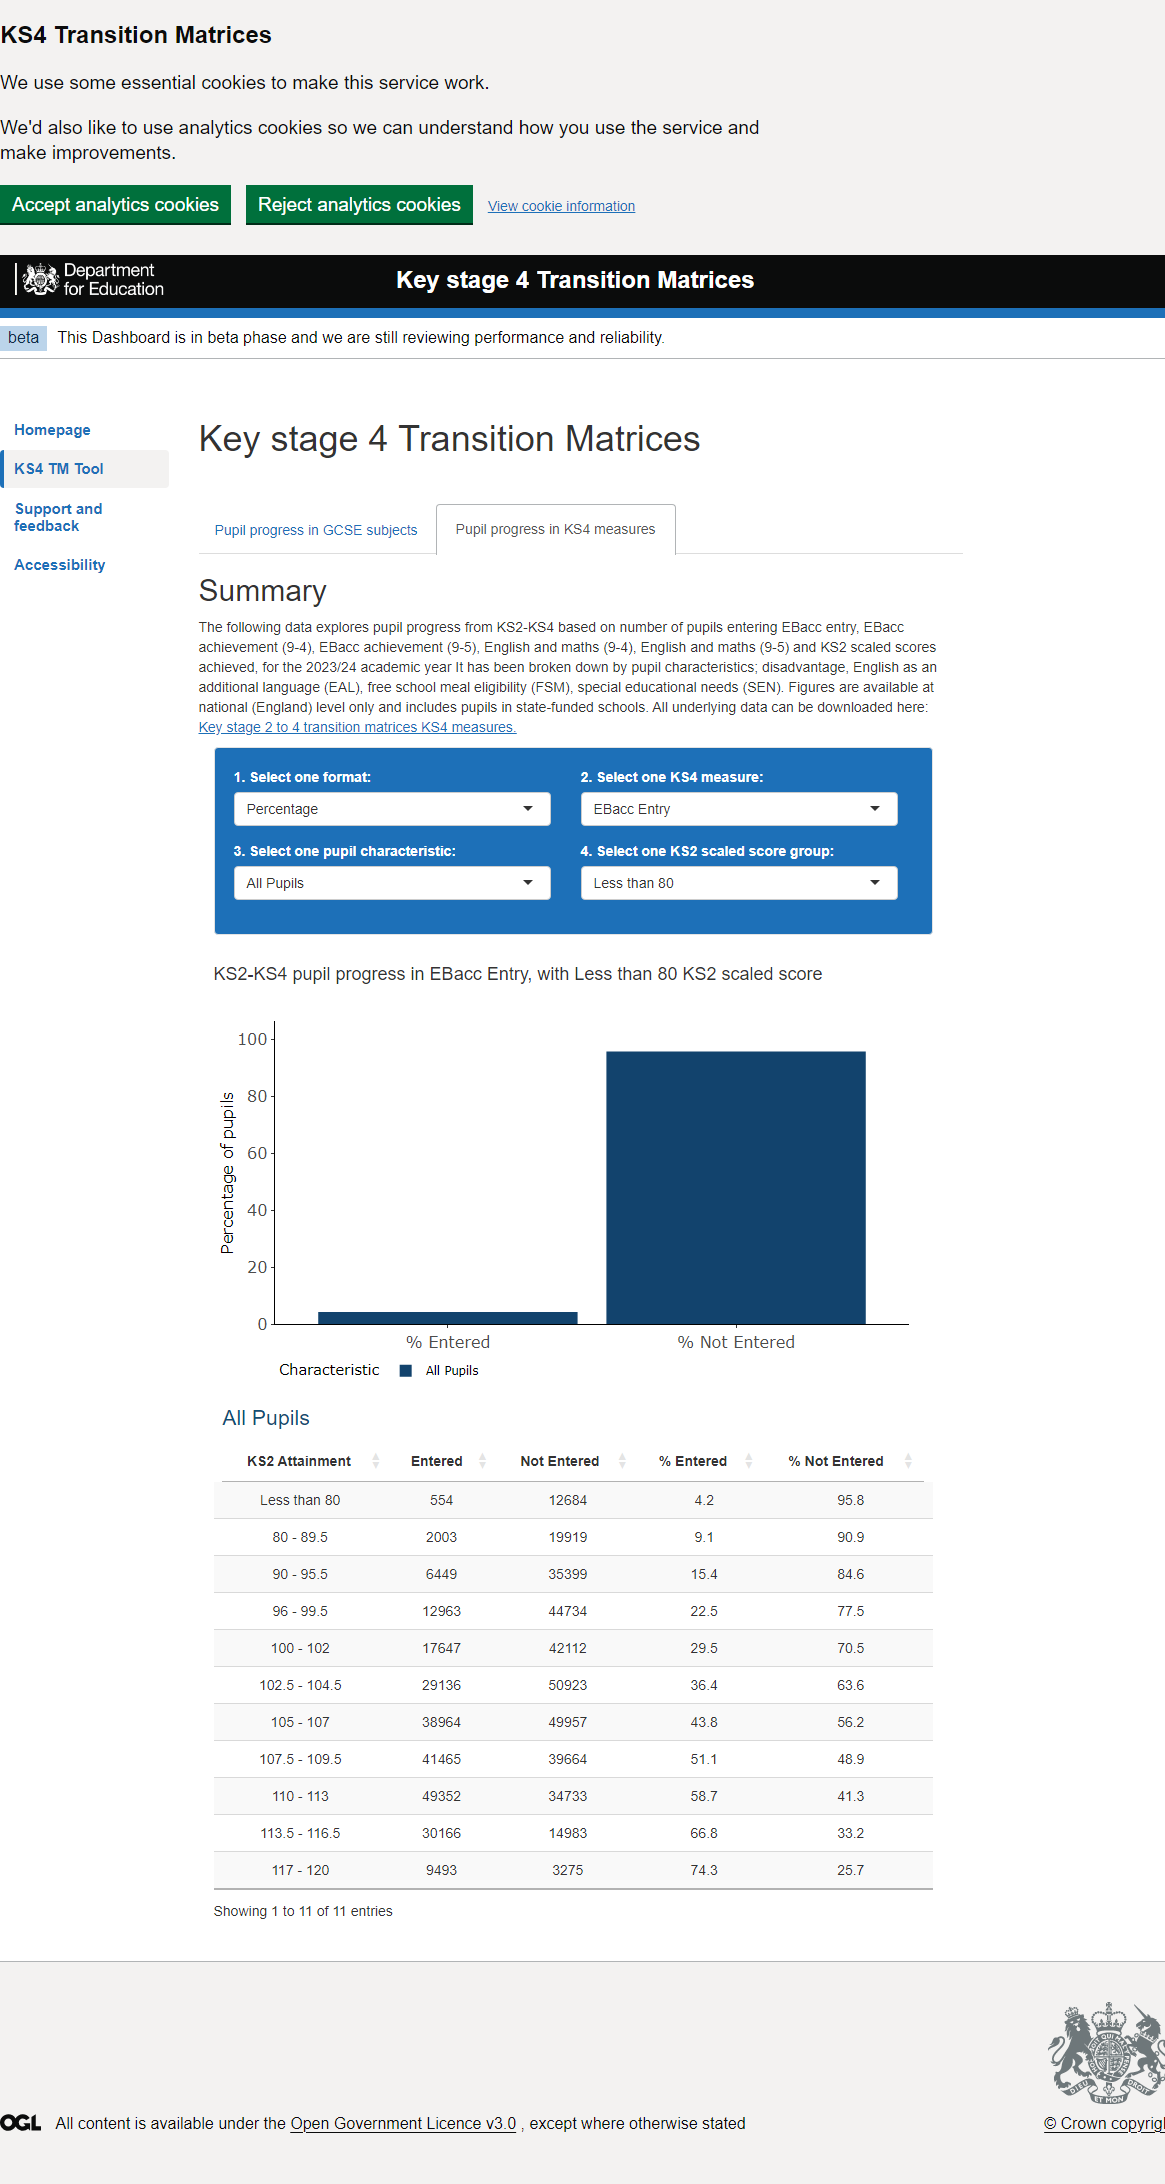 KS4 Transition Matrices
We use some essential cookies to make this service work.
We'd also like to use analytics cookies so we can understand how you use the service and
make improvements.
Accept analytics cookies Reject analytics cookies View cookie information
Department
for Education
Key stage 4 Transition Matrices
beta This Dashboard is in beta phase and we are still reviewing performance and reliability.
Homepage
KS4 TM Tool
Support and
feedback
Accessibility
Key stage 4 Transition Matrices
Pupil progress in GCSE subjects Pupil progress in KS4 measures
Summary
The following data explores pupil progress from KS2-KS4 based on number of pupils entering EBacc entry, EBacc
achievement (9-4), EBacc achievement (9-5), English and maths (9-4), English and maths (9-5) and KS2 scaled scores
achieved, for the 2023/24 academic year It has been broken down by pupil characteristics; disadvantage, English as an
additional language (EAL), free school meal eligibility (FSM), special educational needs (SEN). Figures are available at
national (England) level only and includes pupils in state-funded schools. All underlying data can be downloaded here:
Key stage 2 to 4 transition matrices KS4 measures.
1. Select one format: 2. Select one KS4 measure:
Percentage EBacc Entry
3. Select one pupil characteristic: 4. Select one KS2 scaled score group:
All Pupils Less than 80
KS2-KS4 pupil progress in EBacc Entry, with Less than 80 KS2 scaled score
Percentage of pupils
100
80
60
40
20
0
% Entered % Not Entered
Characteristic All Pupils
All Pupils
KS2 Attainment Entered Not Entered % Entered % Not Entered
Less than 80 554 12684 4.2 95.8
80 - 89.5 2003 19919 9.1 90.9
90 - 95.5 6449 35399 15.4 84.6
96 - 99.5 12963 44734 22.5 77.5
100 - 102 17647 42112 29.5 70.5
102.5 - 104.5 29136 50923 36.4 63.6
105 - 107 38964 49957 43.8 56.2
107.5 - 109.5 41465 39664 51.1 48.9
110 - 113 49352 34733 58.7 41.3
113.5 - 116.5 30166 14983 66.8 33.2
117 - 120 9493 3275 74.3 25.7
Showing 1 to 11 of 11 entries
OGL All content is available under the Open Government Licence v3.0 , except where otherwise stated
© Crown copyrig